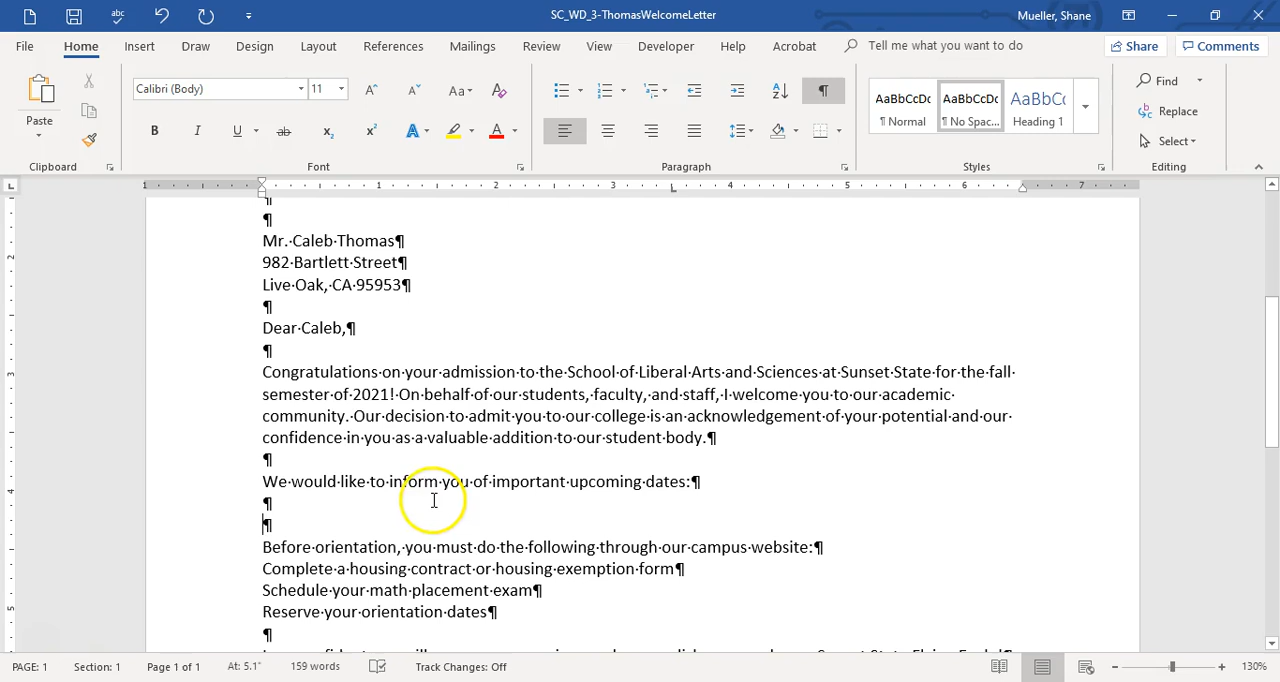 SC_WD_3-ThomasWelcomeLetter
Mueller, Shane
File Home Insert Draw Design Layout References Mailings Review View Developer Help Acrobat Tell me what you want to do Share Comments
Calibri (Body) 11
AaBbCcDc AaBbCcDc AaBbCc
Paste
¶ Normal ¶ No Spac... Heading 1
Find
Replace
Select
Clipboard Font Paragraph Styles Editing
1 1 2 3 4 5 6 7
¶
¶
Mr.·Caleb·Thomas¶
982·Bartlett·Street¶
Live·Oak,·CA·95953¶
¶
Dear·Caleb,¶
¶
Congratulations·on·your·admission·to·the·School·of·Liberal·Arts·and·Sciences·at·Sunset·State·for·the·fall·
semester·of·2021!·On·behalf·of·our·students,·faculty,·and·staff,·I·welcome·you·to·our·academic·
community.·Our·decision·to·admit·you·to·our·college·is·an·acknowledgement·of·your·potential·and·our·
confidence·in·you·as·a·valuable·addition·to·our·student·body.¶
¶
We·would·like·to·inform·you·of·important·upcoming·dates:¶
¶
¶
Before·orientation,·you·must·do·the·following·through·our·campus·website:¶
Complete·a·housing·contract·or·housing·exemption·form¶
Schedule·your·math·placement·exam¶
Reserve·your·orientation·dates¶
¶
PAGE: 1 Section: 1 Page 1 of 1 At: 5.1" 159 words Track Changes: Off 130%